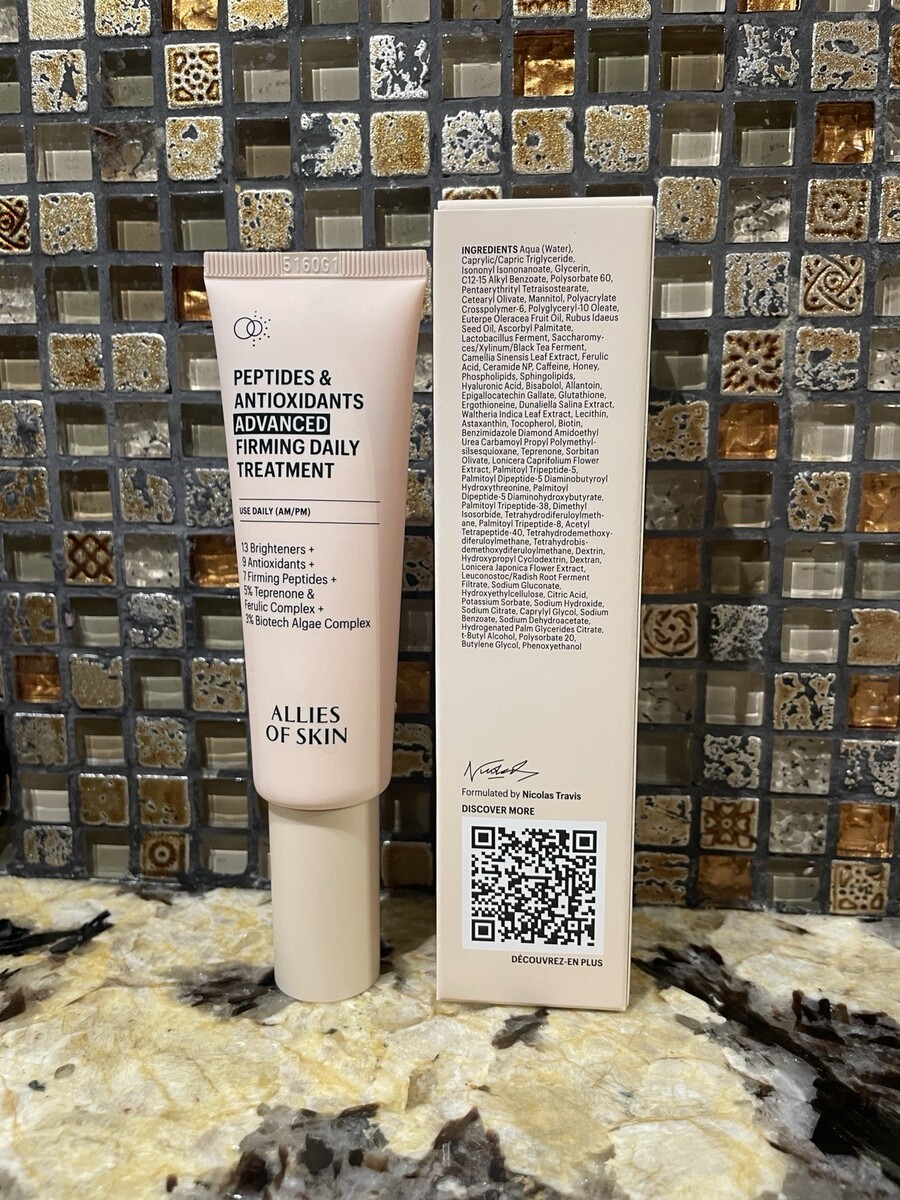 5160G1
PEPTIDES &
ANTIOXIDANTS
ADVANCED
FIRMING DAILY
TREATMENT
USE DAILY (AM/PM)
13 Brighteners +
9 Antioxidants +
7 Firming Peptides +
5% Teprenone &
Ferulic Complex +
3% Biotech Algae Complex
ALLIES
OF SKIN
INGREDIENTS Aqua (Water),
Caprylic/Capric Triglyceride,
Isononyl Isononanoate, Glycerin,
C12-15 Alkyl Benzoate, Polysorbate 60,
Pentaerythrityl Tetraisostearate,
Cetearyl Olivate, Mannitol, Polyacrylate
Crosspolymer-6, Polyglyceryl-10 Oleate,
Euterpe Oleracea Fruit Oil, Rubus Idaeus
Seed Oil, Ascorbyl Palmitate,
Lactobacillus Ferment, Saccharomy-
ces/Xylinum/Black Tea Ferment,
Camellia Sinensis Leaf Extract, Ferulic
Acid, Ceramide NP, Caffeine, Honey,
Phospholipids, Sphingolipids,
Hyaluronic Acid, Bisabolol, Allantoin,
Epigallocatechin Gallate, Glutathione,
Ergothioneine, Dunaliella Salina Extract,
Waltheria Indica Leaf Extract, Lecithin,
Astaxanthin, Tocopherol, Biotin,
Benzimidazole Diamond Amidoethyl
Urea Carbamoyl Propyl Polymethyl-
silsesquioxane, Teprenone, Sorbitan
Olivate, Lonicera Caprifolium Flower
Extract, Palmitoyl Tripeptide-5,
Palmitoyl Dipeptide-5 Diaminobutyroyl
Hydroxythreonine, Palmitoyl
Dipeptide-5 Diaminohydroxybutyrate,
Palmitoyl Tripeptide-38, Dimethyl
Isosorbide, Tetrahydrodiferuloylmeth-
ane, Palmitoyl Tripeptide-8, Acetyl
Tetrapeptide-40, Tetrahydrodemethoxy-
diferuloylmethane, Tetrahydrobis-
demethoxydiferuloylmethane, Dextrin,
Hydroxypropyl Cyclodextrin, Dextran,
Lonicera Japonica Flower Extract,
Leuconostoc/Radish Root Ferment
Filtrate, Sodium Gluconate,
Hydroxyethylcellulose, Citric Acid,
Potassium Sorbate, Sodium Hydroxide,
Sodium Citrate, Caprylyl Glycol, Sodium
Benzoate, Sodium Dehydroacetate,
Hydrogenated Palm Glycerides Citrate,
t-Butyl Alcohol, Polysorbate 20,
Butylene Glycol, Phenoxyethanol
Formulated by Nicolas Travis
DISCOVER MORE
DÉCOUVREZ-EN PLUS